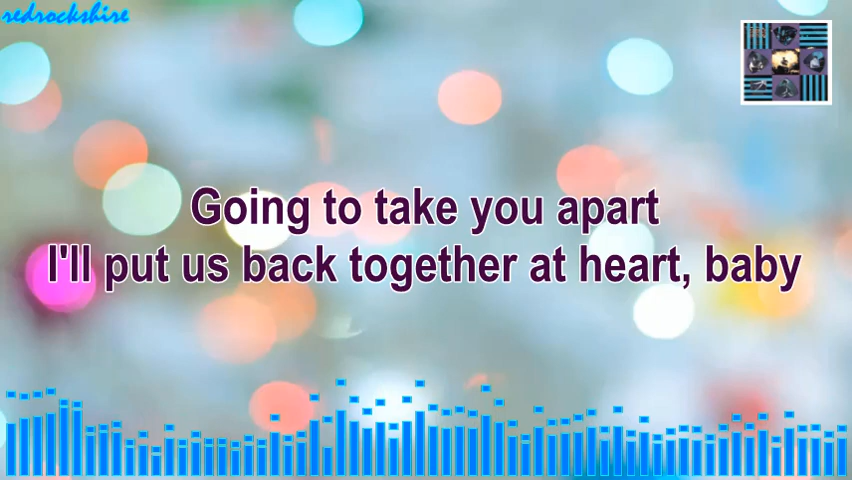 redrockshire
Going to take you apart
I'll put us back together at heart, baby